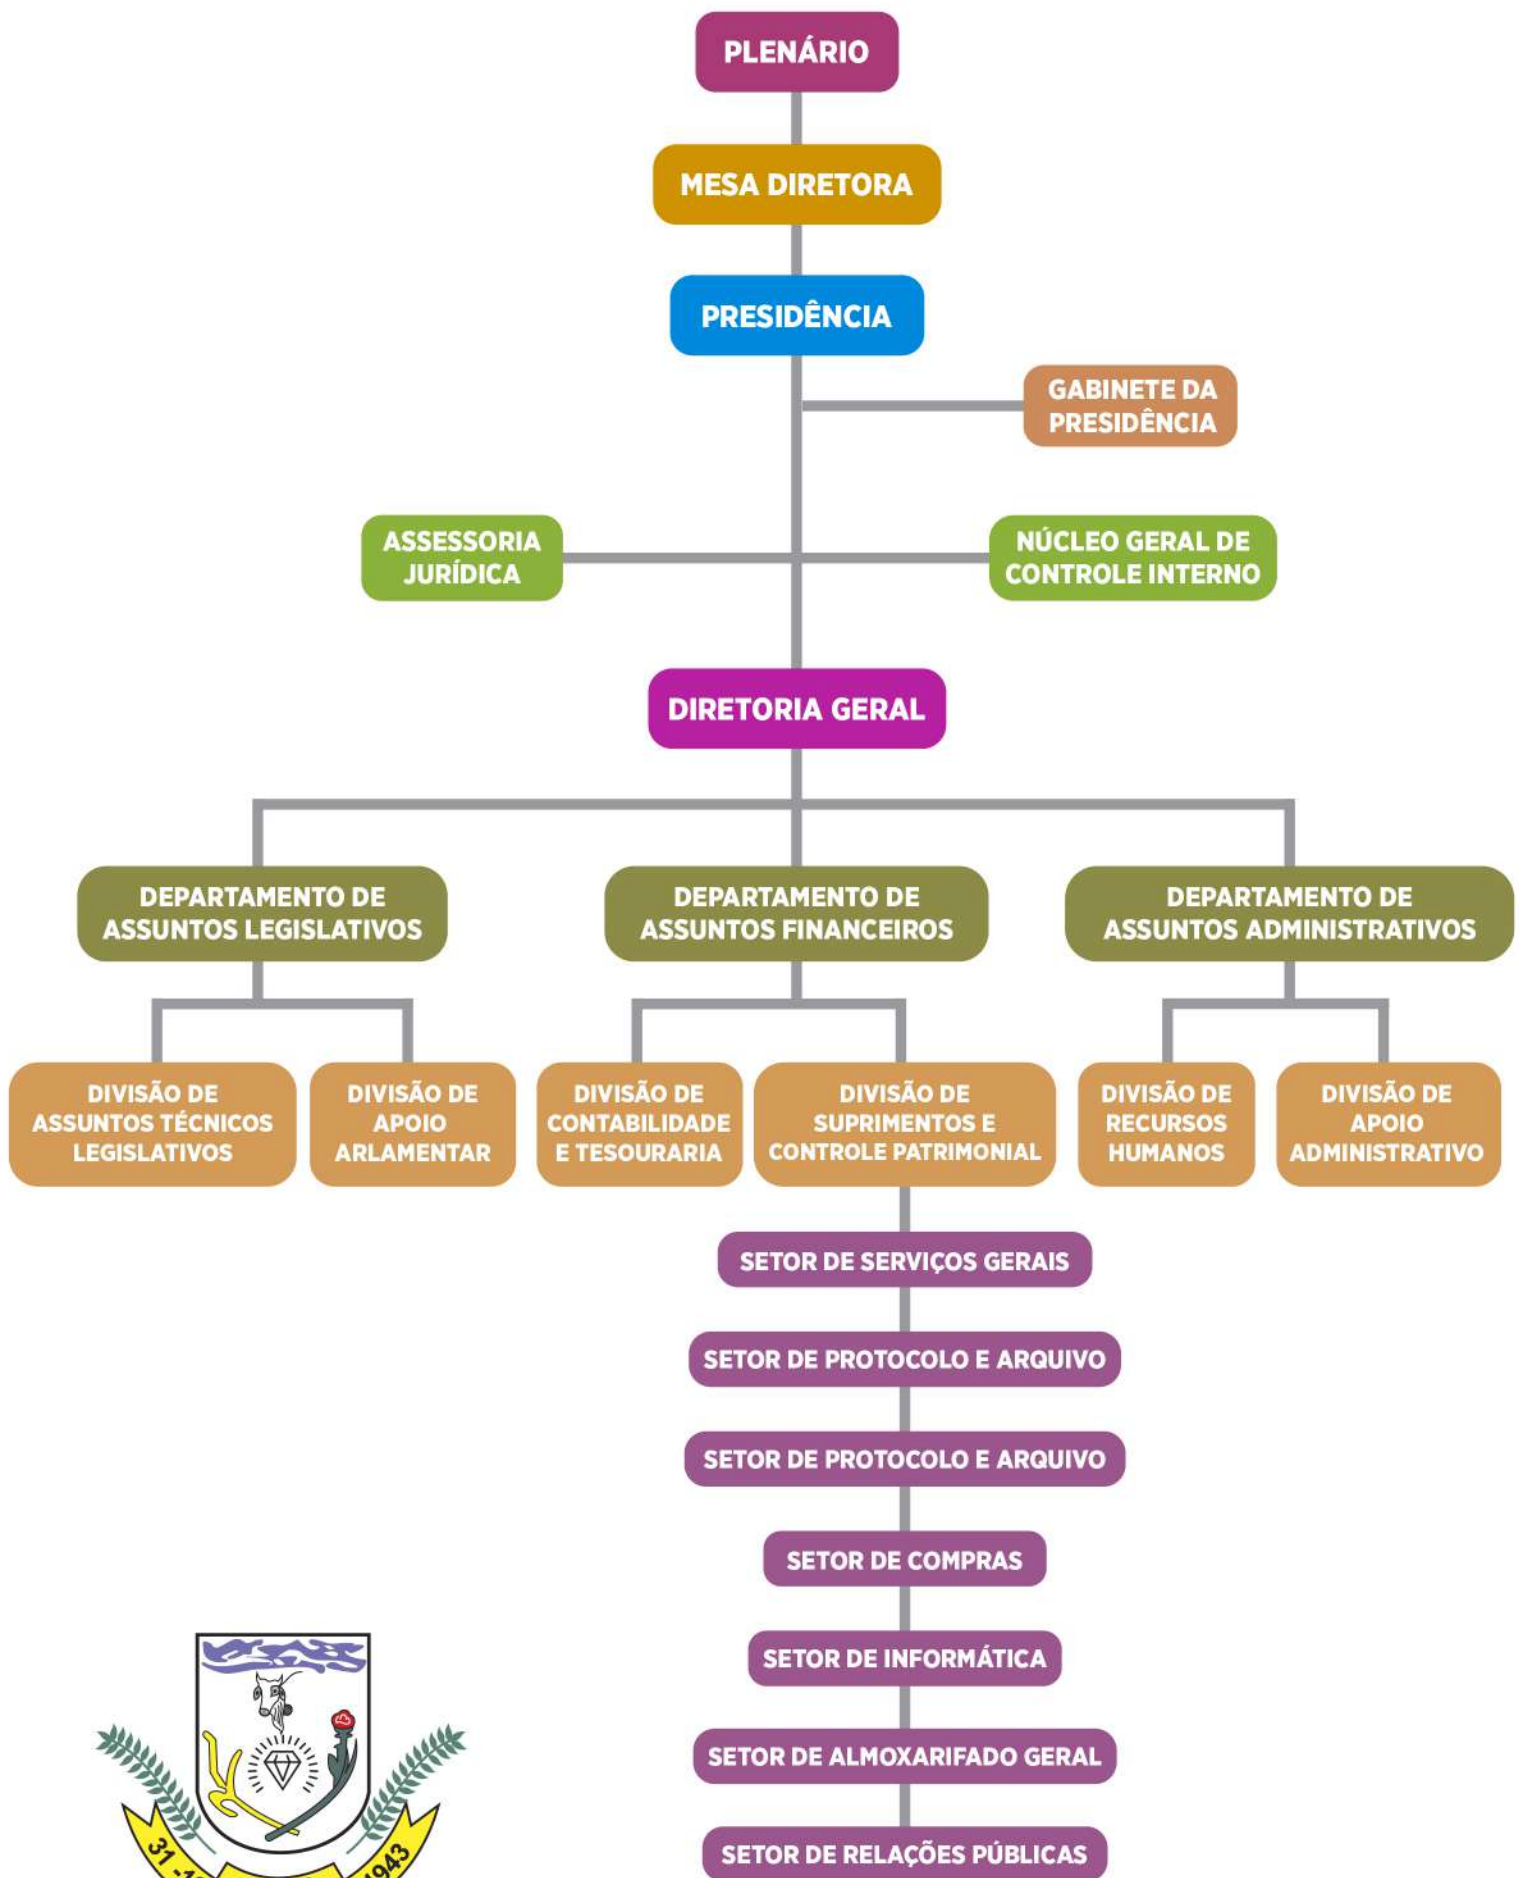 PLENÁRIO
MESA DIRETORA
PRESIDÊNCIA
GABINETE DA
PRESIDÊNCIA
ASSESSORIA
JURÍDICA
NÚCLEO GERAL DE
CONTROLE INTERNO
DIRETORIA GERAL
DEPARTAMENTO DE
ASSUNTOS LEGISLATIVOS
DEPARTAMENTO DE
ASSUNTOS FINANCEIROS
DEPARTAMENTO DE
ASSUNTOS ADMINISTRATIVOS
DIVISÃO DE
ASSUNTOS TÉCNICOS
LEGISLATIVOS
DIVISÃO DE
APOIO
ARLAMENTAR
DIVISÃO DE
CONTABILIDADE
E TESOURARIA
DIVISÃO DE
SUPRIMENTOS E
CONTROLE PATRIMONIAL
DIVISÃO DE
RECURSOS
HUMANOS
DIVISÃO DE
APOIO
ADMINISTRATIVO
SETOR DE SERVIÇOS GERAIS
SETOR DE PROTOCOLO E ARQUIVO
SETOR DE PROTOCOLO E ARQUIVO
SETOR DE COMPRAS
SETOR DE INFORMÁTICA
SETOR DE ALMOXARIFADO GERAL
SETOR DE RELAÇÕES PÚBLICAS
31
1943